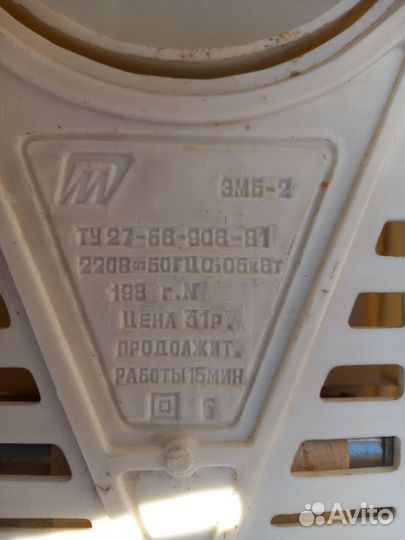 ЭМБ-2
ТУ 27-56-906-81
220В~50ГЦ 0,05кВт
198 г. N
ЦЕНА 31р.
ПРОДОЛЖИТ.
РАБОТЫ 15МИН
Avito